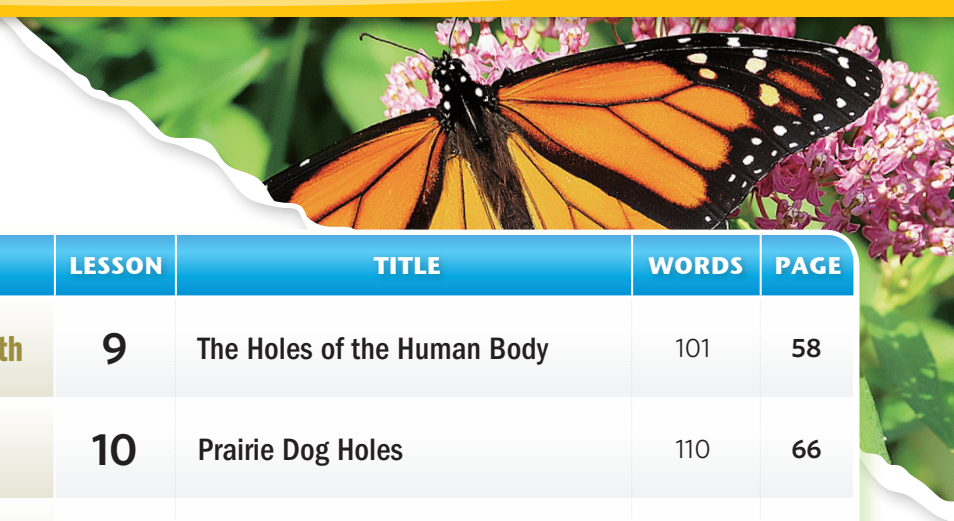 LESSON TITLE WORDS PAGE
th 9 The Holes of the Human Body 101 58
10 Prairie Dog Holes 110 66